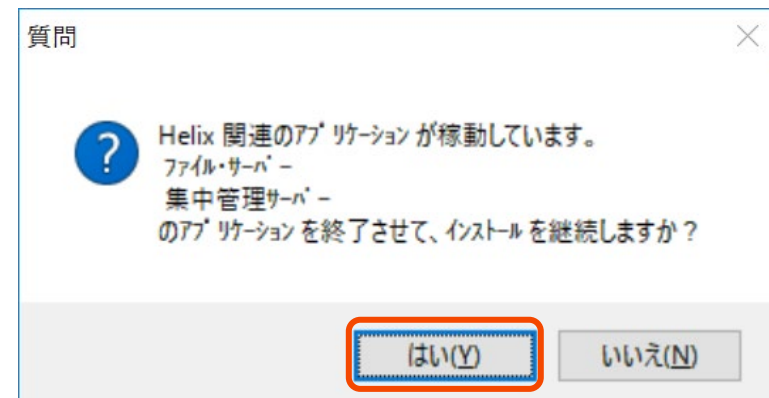 質問
Helix 関連のｱﾌﾟﾘｹｰｼｮﾝ が稼動しています。
ﾌｧｲﾙ･ｻｰﾊﾞｰ
集中管理ｻｰﾊﾞｰ
のｱﾌﾟﾘｹｰｼｮﾝ を終了させて、ｲﾝｽﾄｰﾙ を継続しますか？
はい(Y)
いいえ(N)